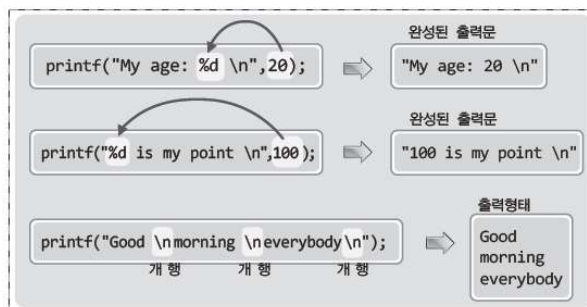 완성된 출력문
printf("My age: %d \n",20);
"My age: 20 \n"
완성된 출력문
printf("%d is my point \n",100);
"100 is my point \n"
출력형태
printf("Good \nmorning \neverybody\n");
Good
morning
everybody
개 행 개 행 개 행